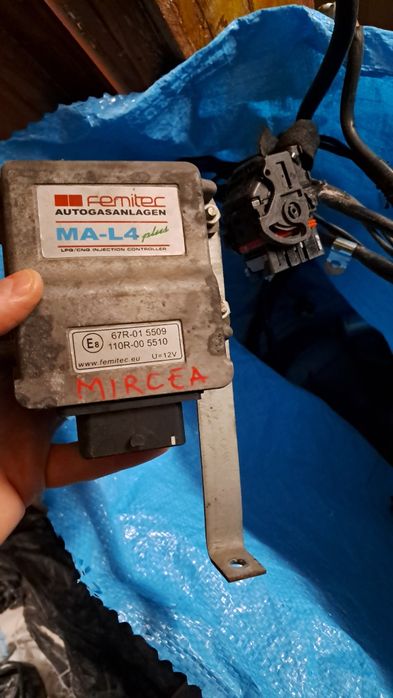 femitec
AUTOGASANLAGEN
MA-L4 plus
LPG/CNG INJECTION CONTROLLER
E8
67R-01 5509
110R-00 5510
www.femitec.eu U=12V
MIRCEA